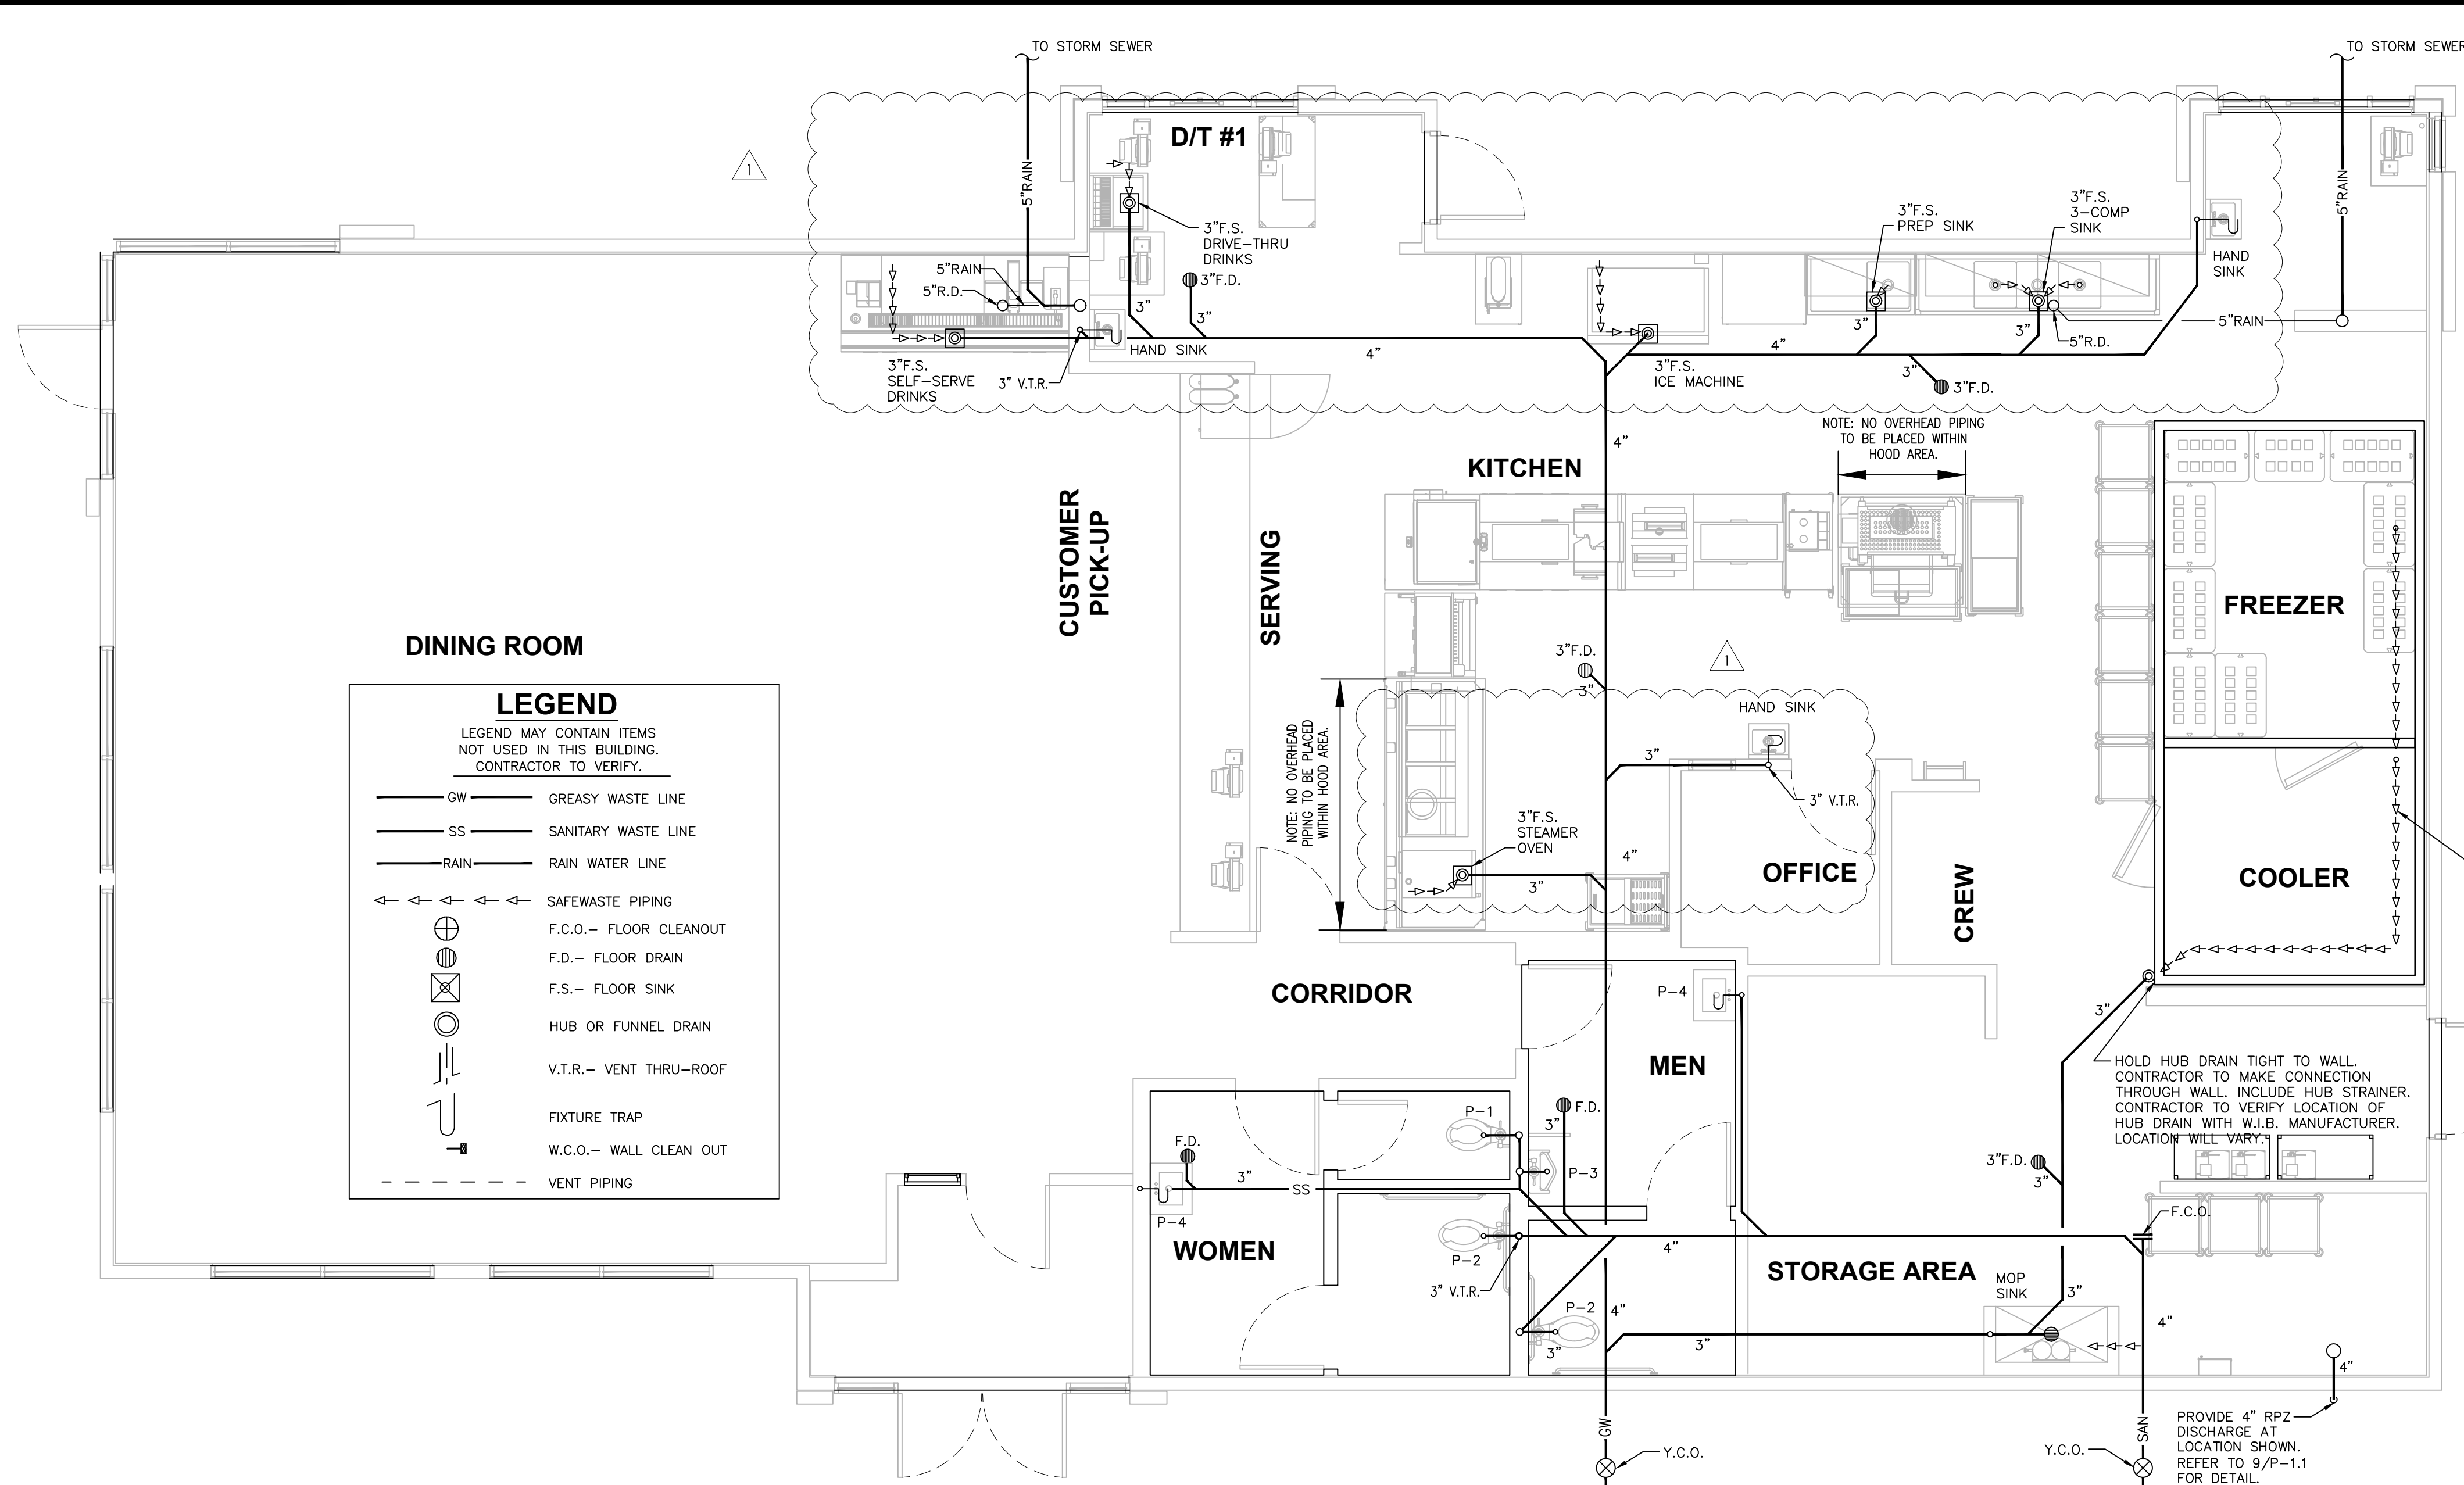 TO STORM SEWER
TO STORM SEWER
5"RAIN
D/T #1
1
3"F.S.
DRIVE-THRU
DRINKS
3"F.S.
PREP SINK
3"F.S.
3-COMP
SINK
5"RAIN
HAND
SINK
5"RAIN
5"R.D.
3"F.D.
3"
3"
3"
3"
5"RAIN
HAND SINK
4"
4"
5"R.D.
3"F.S.
SELF-SERVE
DRINKS
3" V.T.R.
3"F.S.
ICE MACHINE
3"
3"F.D.
NOTE: NO OVERHEAD PIPING
TO BE PLACED WITHIN
HOOD AREA.
4"
KITCHEN
CUSTOMER
PICK-UP
SERVING
FREEZER
DINING ROOM
3"F.D.
3"
1
HAND SINK
NOTE: NO OVERHEAD
PIPING TO BE PLACED
WITHIN HOOD AREA.
3"
3" V.T.R.
3"F.S.
STEAMER
OVEN
4"
3"
OFFICE
CREW
COOLER
LEGEND
LEGEND MAY CONTAIN ITEMS
NOT USED IN THIS BUILDING.
CONTRACTOR TO VERIFY.
GW
GREASY WASTE LINE
SS
SANITARY WASTE LINE
RAIN
RAIN WATER LINE
SAFEWASTE PIPING
F.C.O.- FLOOR CLEANOUT
F.D.- FLOOR DRAIN
F.S.- FLOOR SINK
HUB OR FUNNEL DRAIN
V.T.R.- VENT THRU-ROOF
FIXTURE TRAP
W.C.O.- WALL CLEAN OUT
VENT PIPING
CORRIDOR
P-4
MEN
3"
HOLD HUB DRAIN TIGHT TO WALL.
CONTRACTOR TO MAKE CONNECTION
THROUGH WALL. INCLUDE HUB STRAINER.
CONTRACTOR TO VERIFY LOCATION OF
HUB DRAIN WITH W.I.B. MANUFACTURER.
LOCATION WILL VARY.
P-1
F.D.
3"
F.D.
P-3
3"
SS
3"F.D.
3"
P-4
F.C.O.
WOMEN
P-2
3" V.T.R.
4"
STORAGE AREA
MOP
SINK
3"
P-2
4"
3"
3"
4"
4"
GW
SAN
Y.C.O.
Y.C.O.
PROVIDE 4" RPZ
DISCHARGE AT
LOCATION SHOWN.
REFER TO 9/P-1.1
FOR DETAIL.